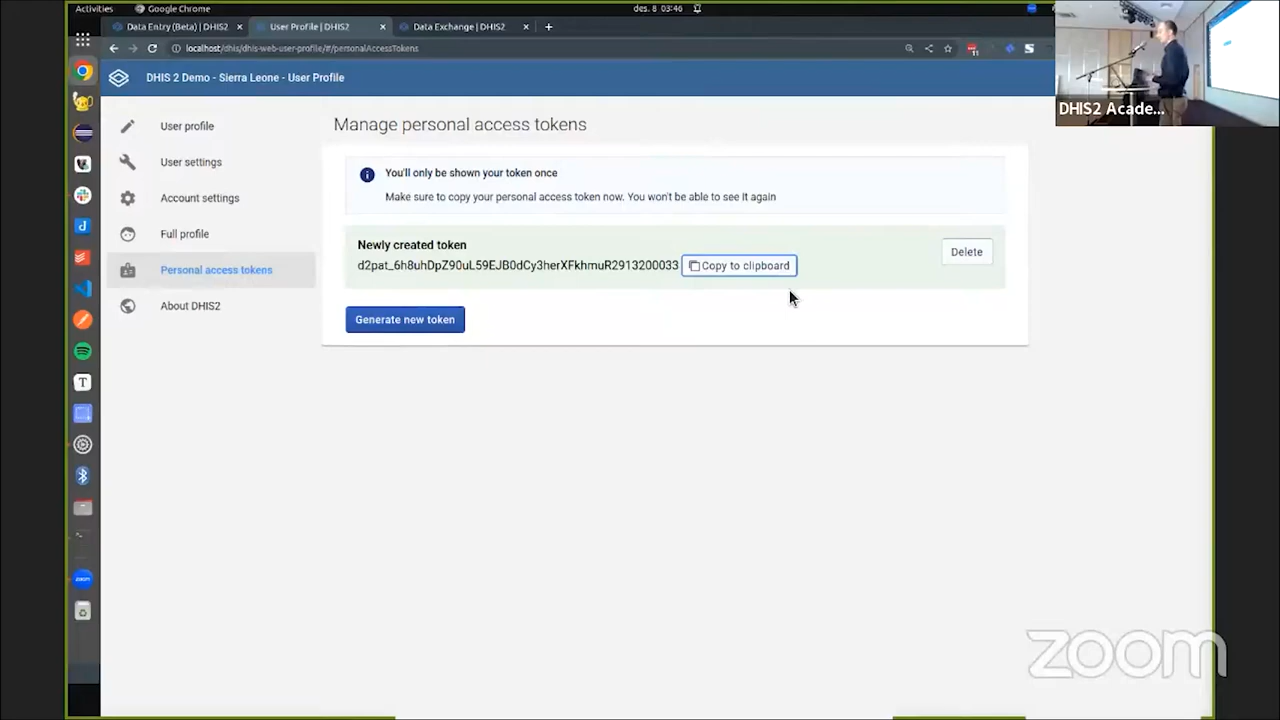 Activities
Google Chrome
des. 8 03:46
Data Entry (Beta) | DHIS2
User Profile | DHIS2
Data Exchange | DHIS2
localhost/dhis/dhis-web-user-profile/#/personalAccessTokens
11
DHIS 2 Demo - Sierra Leone - User Profile
DHIS2 Acade...
User profile
User settings
Account settings
Full profile
Personal access tokens
About DHIS2
Manage personal access tokens
You'll only be shown your token once
Make sure to copy your personal access token now. You won't be able to see it again
Newly created token
d2pat_6h8uhDpZ90uL59EJB0dCy3herXFkhmuR2913200033
Copy to clipboard
Delete
Generate new token
zoom
zoom